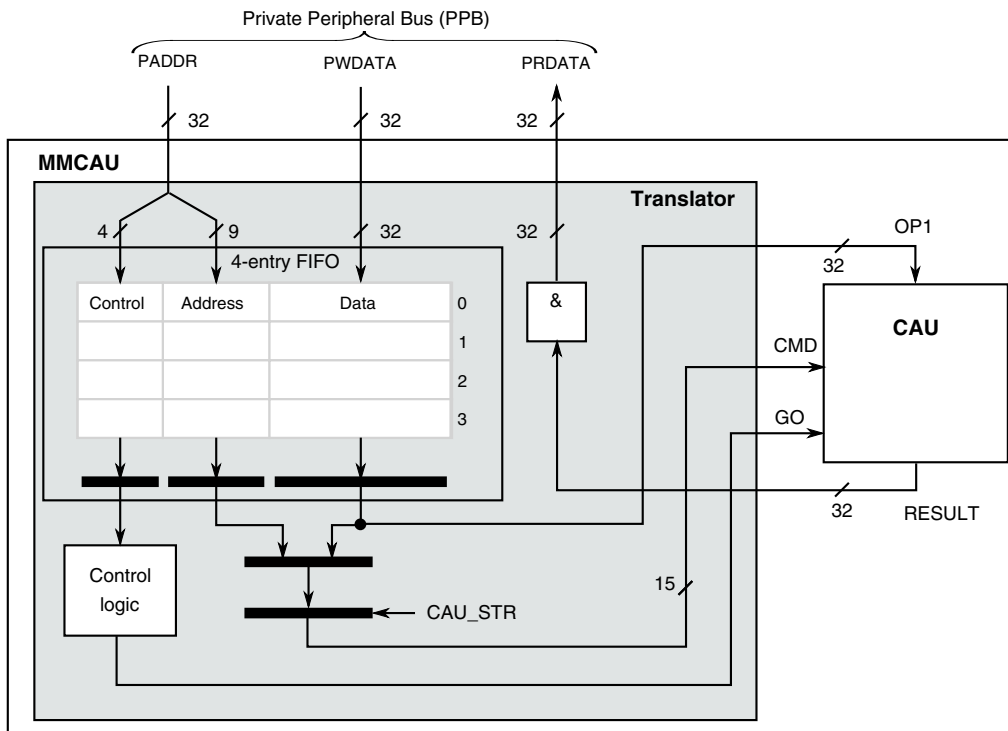 Private Peripheral Bus (PPB)
PADDR PWDATA PRDATA
32 32 32
MMCAU
Translator
4 9 32 32 OP1
4-entry FIFO 32
Control Address Data 0 & CAU
1 CMD
2
3 GO
32 RESULT
Control logic
15
CAU_STR